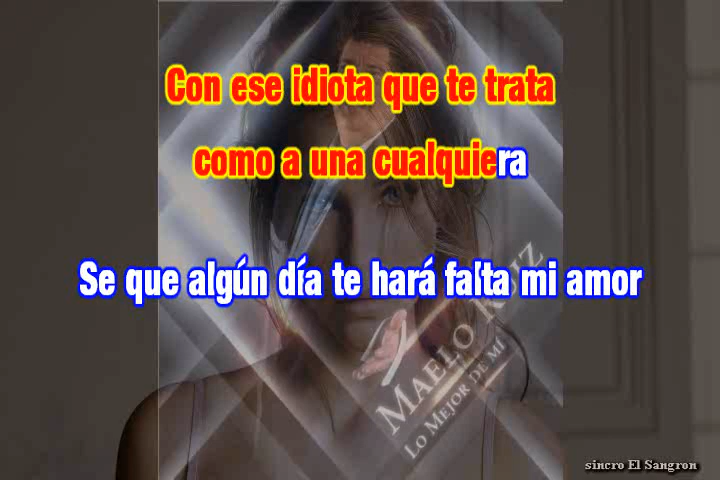 Con ese idiota que te trata
como a una cualquiera
Se que algún día te hará falta mi amor
MAELO RUIZ
LO MEJOR DE MÍ
sincro El Sangron